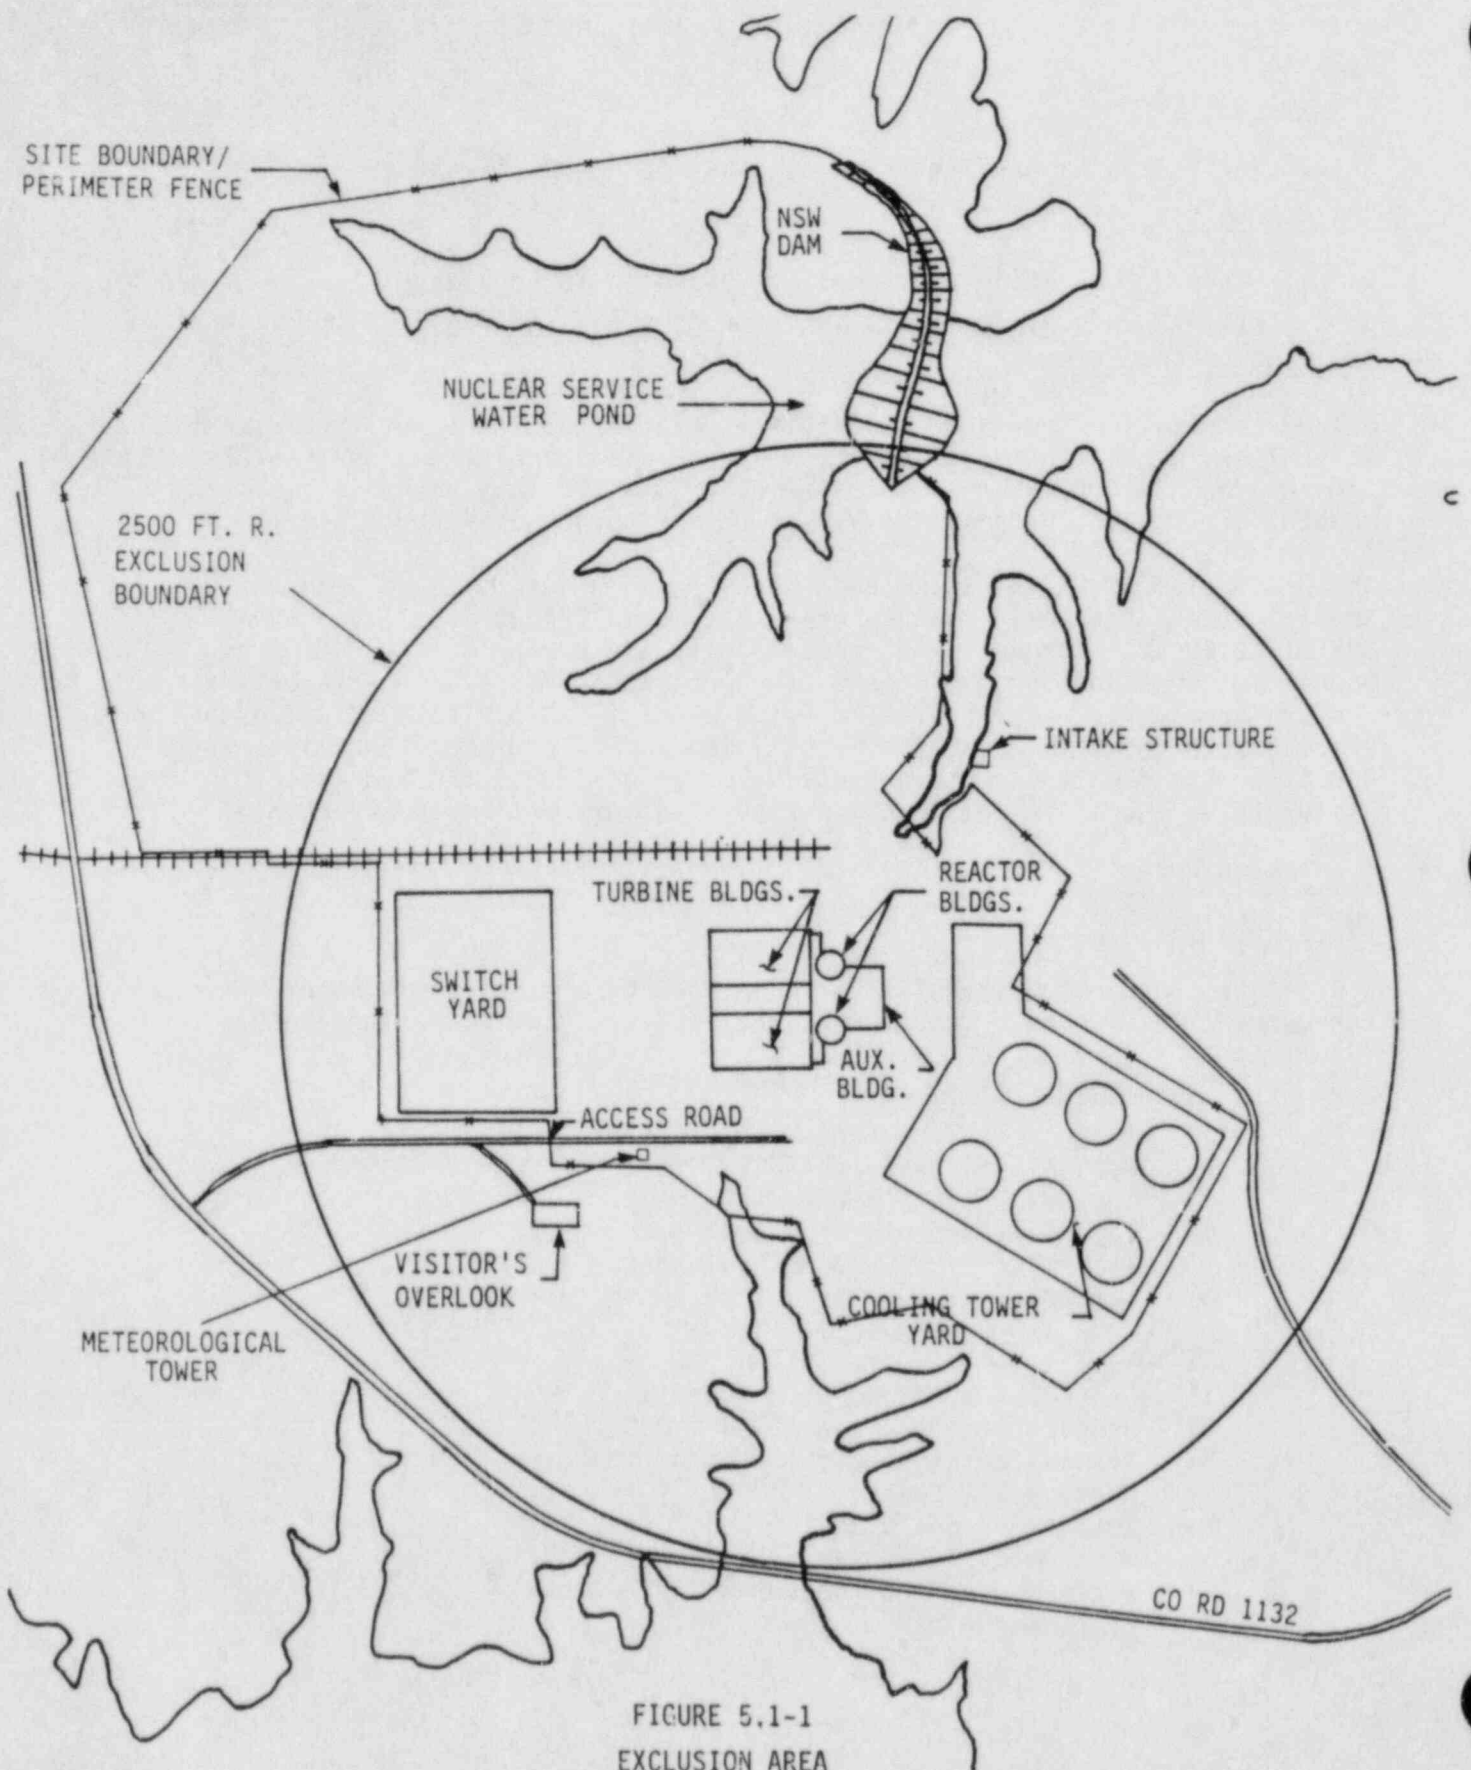 SITE BOUNDARY/
PERIMETER FENCE
NSW
DAM
NUCLEAR SERVICE
WATER POND
2500 FT. R.
EXCLUSION
BOUNDARY
INTAKE STRUCTURE
TURBINE BLDGS.
REACTOR
BLDGS.
SWITCH
YARD
AUX.
BLDG.
ACCESS ROAD
VISITOR'S
OVERLOOK
COOLING TOWER
YARD
METEOROLOGICAL
TOWER
CO RD 1132
FIGURE 5.1-1
EXCLUSION AREA